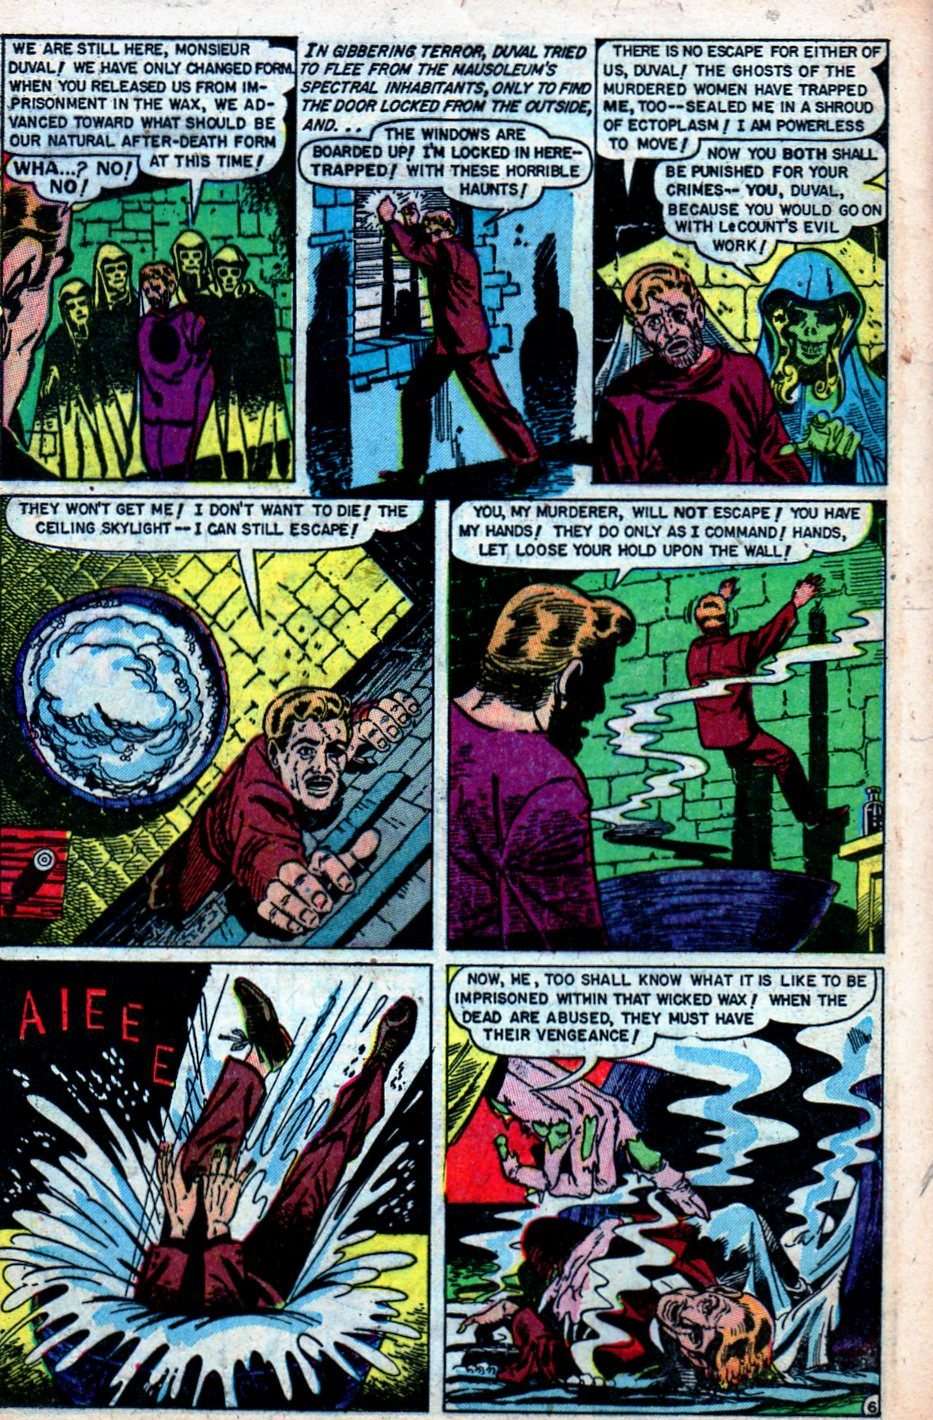 WE ARE STILL HERE, MONSIEUR
DUVAL! WE HAVE ONLY CHANGED FORM.
WHEN YOU RELEASED US FROM IM-
PRISONMENT IN THE WAX, WE AD-
VANCED TOWARD WHAT SHOULD BE
OUR NATURAL AFTER-DEATH FORM
AT THIS TIME!
WHA...? NO!
NO!
IN GIBBERING TERROR, DUVAL TRIED
TO FLEE FROM THE MAUSOLEUM'S
SPECTRAL INHABITANTS, ONLY TO FIND
THE DOOR LOCKED FROM THE OUTSIDE,
AND...
THE WINDOWS ARE
BOARDED UP! I'M LOCKED IN HERE--
TRAPPED! WITH THESE HORRIBLE
HAUNTS!
THERE IS NO ESCAPE FOR EITHER OF
US, DUVAL! THE GHOSTS OF THE
MURDERED WOMEN HAVE TRAPPED
ME, TOO--SEALED ME IN A SHROUD
OF ECTOPLASM! I AM POWERLESS
TO MOVE!
NOW YOU BOTH SHALL
BE PUNISHED FOR YOUR
CRIMES-- YOU, DUVAL,
BECAUSE YOU WOULD GO ON
WITH LeCOUNT'S EVIL
WORK!
THEY WON'T GET ME! I DON'T WANT TO DIE! THE
CEILING SKYLIGHT-- I CAN STILL ESCAPE!
YOU, MY MURDERER, WILL NOT ESCAPE! YOU HAVE
MY HANDS! THEY DO ONLY AS I COMMAND! HANDS,
LET LOOSE YOUR HOLD UPON THE WALL!
AIEEE
NOW, HE, TOO SHALL KNOW WHAT IT IS LIKE TO BE
IMPRISONED WITHIN THAT WICKED WAX! WHEN THE
DEAD ARE ABUSED, THEY MUST HAVE
THEIR VENGEANCE!
6